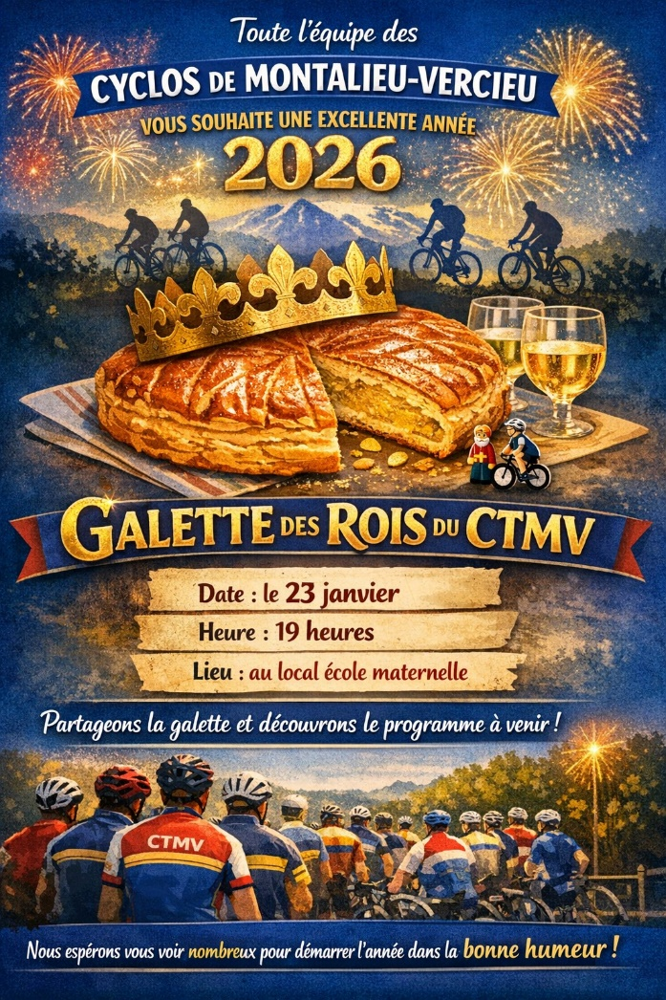 Toute l'équipe des
CYCLOS DE MONTALIEU-VERCIEU
VOUS SOUHAITE UNE EXCELLENTE ANNÉE
2026
GALETTE DES ROIS DU CTMV
Date : le 23 janvier
Heure : 19 heures
Lieu : au local école maternelle
Partageons la galette et découvrons le programme à venir !
CTMV
Nous espérons vous voir nombreux pour démarrer l'année dans la bonne humeur !